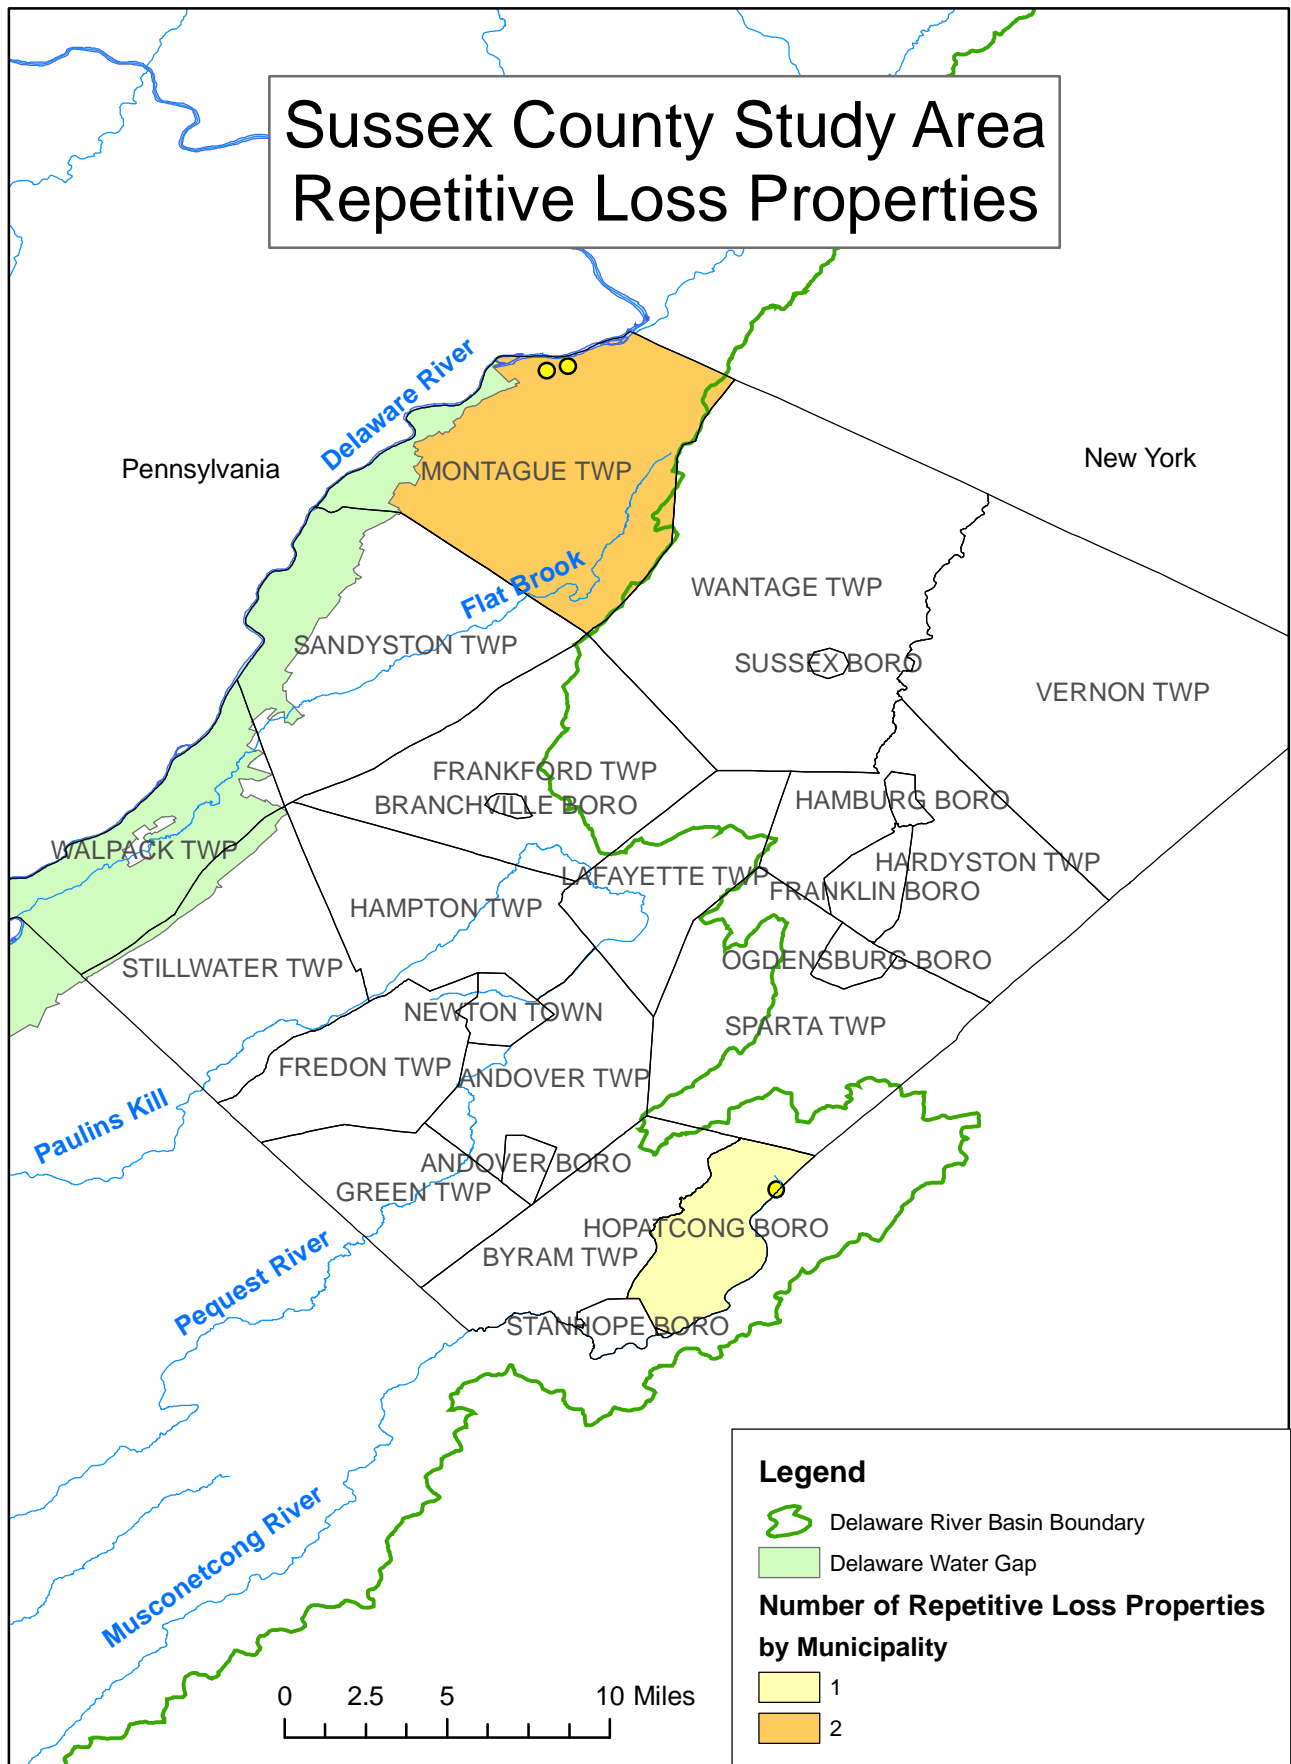 Sussex County Study Area
Repetitive Loss Properties
Delaware River
Pennsylvania
New York
MONTAGUE TWP
Flat Brook
WANTAGE TWP
SANDYSTON TWP
SUSSEX BORO
VERNON TWP
FRANKFORD TWP
BRANCHVILLE BORO
HAMBURG BORO
WALPACK TWP
LAFAYETTE TWP
HARDYSTON TWP
FRANKLIN BORO
HAMPTON TWP
STILLWATER TWP
OGDENSBURG BORO
NEWTON TOWN
SPARTA TWP
FREDON TWP
ANDOVER TWP
Paulins Kill
ANDOVER BORO
GREEN TWP
HOPATCONG BORO
BYRAM TWP
Pequest River
STANHOPE BORO
Musconetcong River
Legend
Delaware River Basin Boundary
Delaware Water Gap
Number of Repetitive Loss Properties
by Municipality
1
2
0 2.5 5 10 Miles